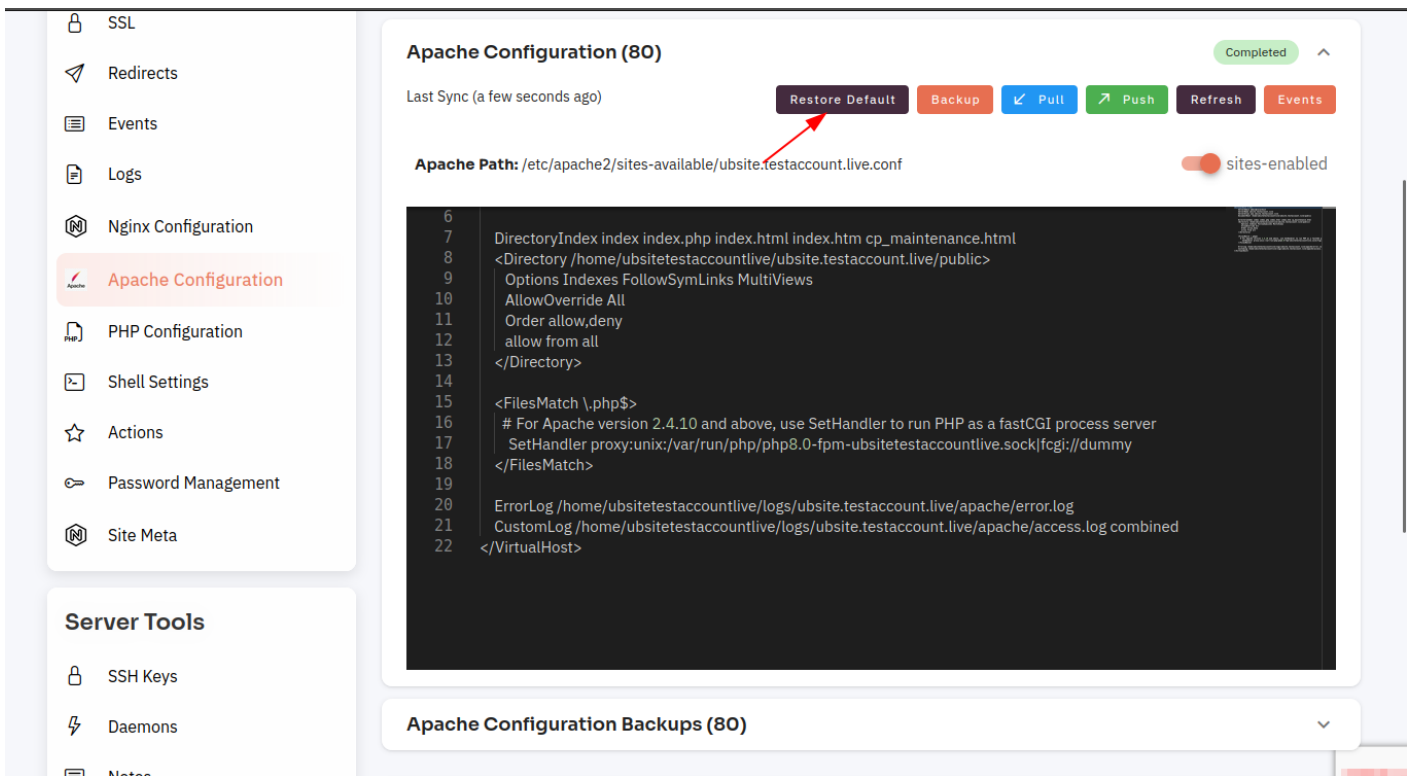 SSL
Redirects
Events
Logs
Nginx Configuration
Apache
Apache Configuration
PHP
PHP Configuration
Shell Settings
Actions
Password Management
Site Meta
Server Tools
SSH Keys
Daemons
Notes
Apache Configuration (80)
Completed
Last Sync (a few seconds ago)
Restore Default Backup Pull Push Refresh Events
Apache Path: /etc/apache2/sites-available/ubsite.testaccount.live.conf
sites-enabled
6
7 DirectoryIndex index index.php index.html index.htm cp_maintenance.html
8 <Directory /home/ubsitetestaccountlive/ubsite.testaccount.live/public>
9 Options Indexes FollowSymLinks MultiViews
10 AllowOverride All
11 Order allow,deny
12 allow from all
13 </Directory>
14
15 <FilesMatch \.php$>
16 # For Apache version 2.4.10 and above, use SetHandler to run PHP as a fastCGI process server
17 SetHandler proxy:unix:/var/run/php/php8.0-fpm-ubsitetestaccountlive.sock|fcgi://dummy
18 </FilesMatch>
19
20 ErrorLog /home/ubsitetestaccountlive/logs/ubsite.testaccount.live/apache/error.log
21 CustomLog /home/ubsitetestaccountlive/logs/ubsite.testaccount.live/apache/access.log combined
22 </VirtualHost>
Apache Configuration Backups (80)